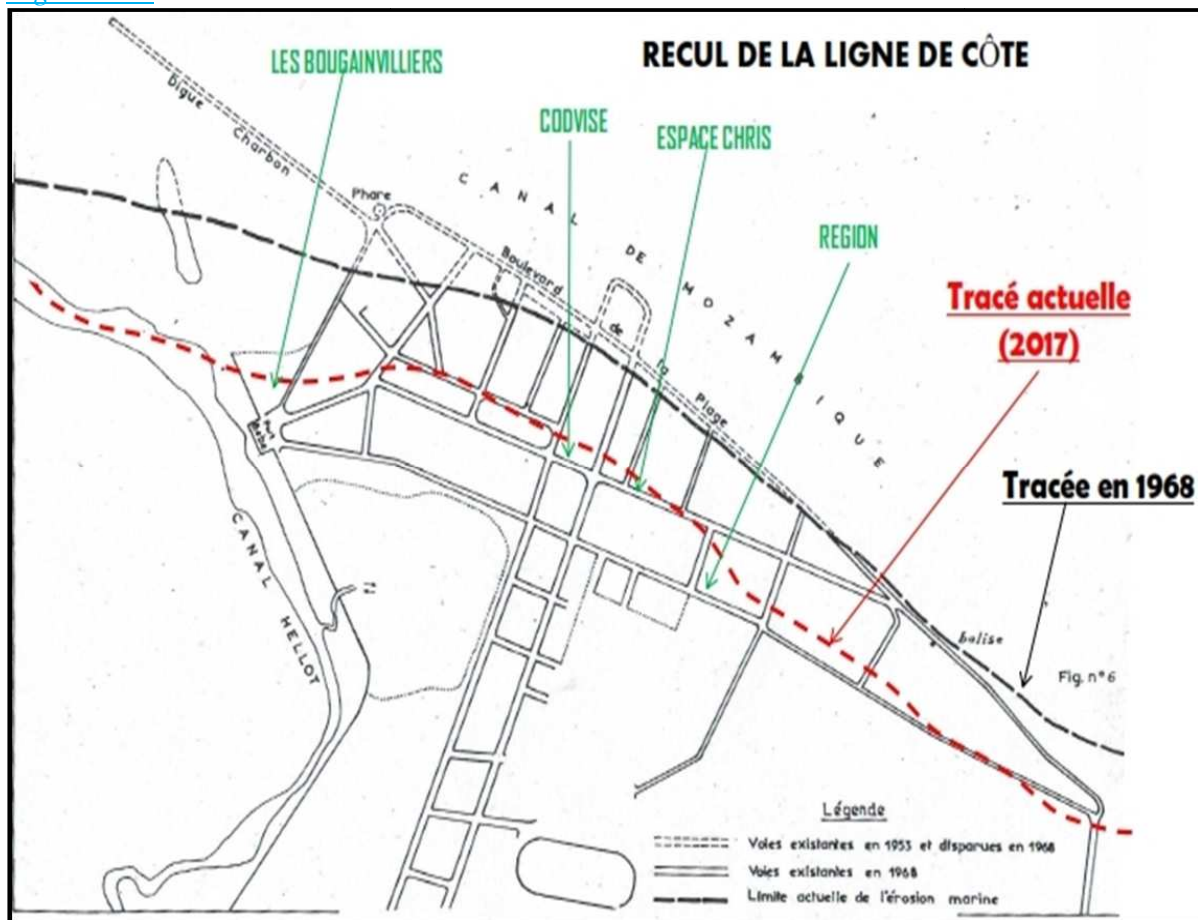 RECUL DE LA LIGNE DE CÔTE
LES BOUGAINVILLIERS
CODVISE
ESPACE CHRIS
REGION
Digue Charbon
Phare
CANAL DE MOZAMBIQUE
Boulevard de la Plage
Tracé actuelle
(2017)
Tracée en 1968
CANAL HELLOT
balise
Fig. n° 6
Légende
Voies existantes en 1953 et disparues en 1968
Voies existantes en 1968
Limite actuelle de l'érosion marine